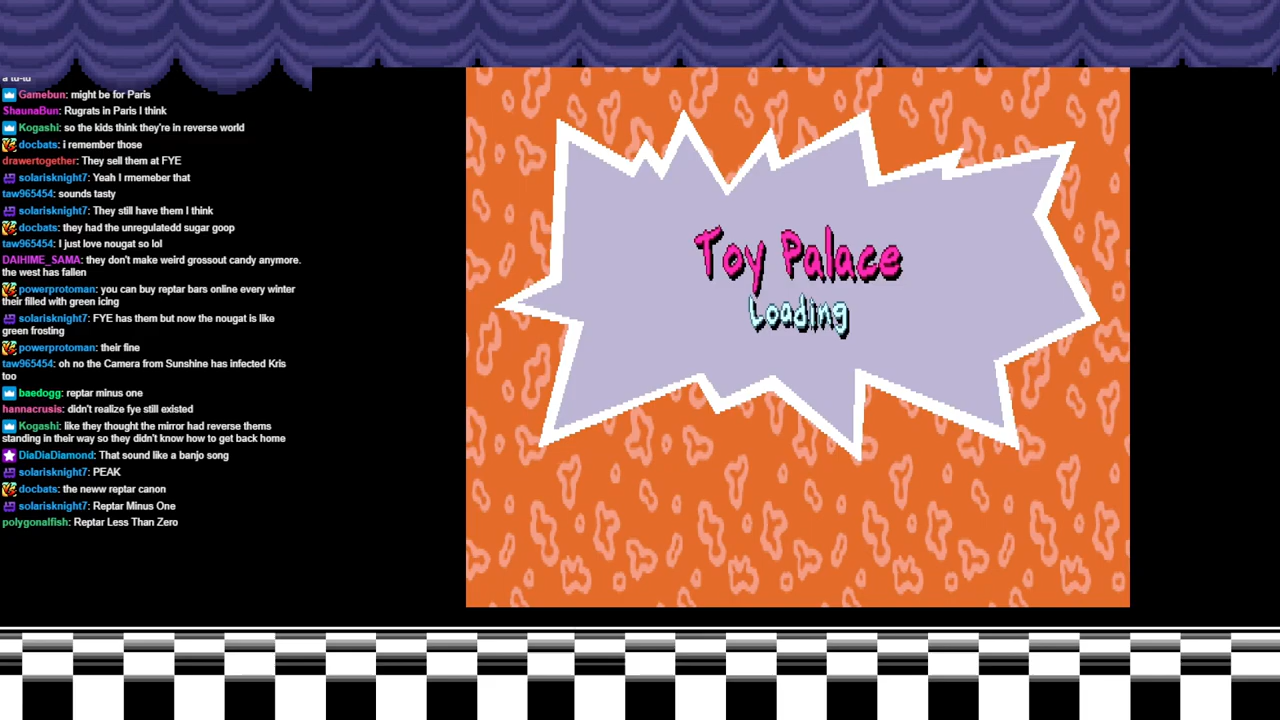 a tu-tu
Gamebun: might be for Paris
ShaunaBun: Rugrats in Paris I think
Kogashi: so the kids think they're in reverse world
docbats: i remember those
drawertogether: They sell them at FYE
solarisknight7: Yeah I rmemeber that
taw965454: sounds tasty
solarisknight7: They still have them I think
docbats: they had the unregulatedd sugar goop
taw965454: I just love nougat so lol
DAIHIME_SAMA: they don't make weird grossout candy anymore.
the west has fallen
powerprotoman: you can buy reptar bars online every winter
their filled with green icing
solarisknight7: FYE has them but now the nougat is like
green frosting
powerprotoman: their fine
taw965454: oh no the Camera from Sunshine has infected Kris
too
baedogg: reptar minus one
hannacrusis: didn't realize fye still existed
Kogashi: like they thought the mirror had reverse thems
standing in their way so they didn't know how to get back home
DiaDiaDiamond: That sound like a banjo song
solarisknight7: PEAK
docbats: the neww reptar canon
solarisknight7: Reptar Minus One
polygonalfish: Reptar Less Than Zero
Toy Palace
Loading